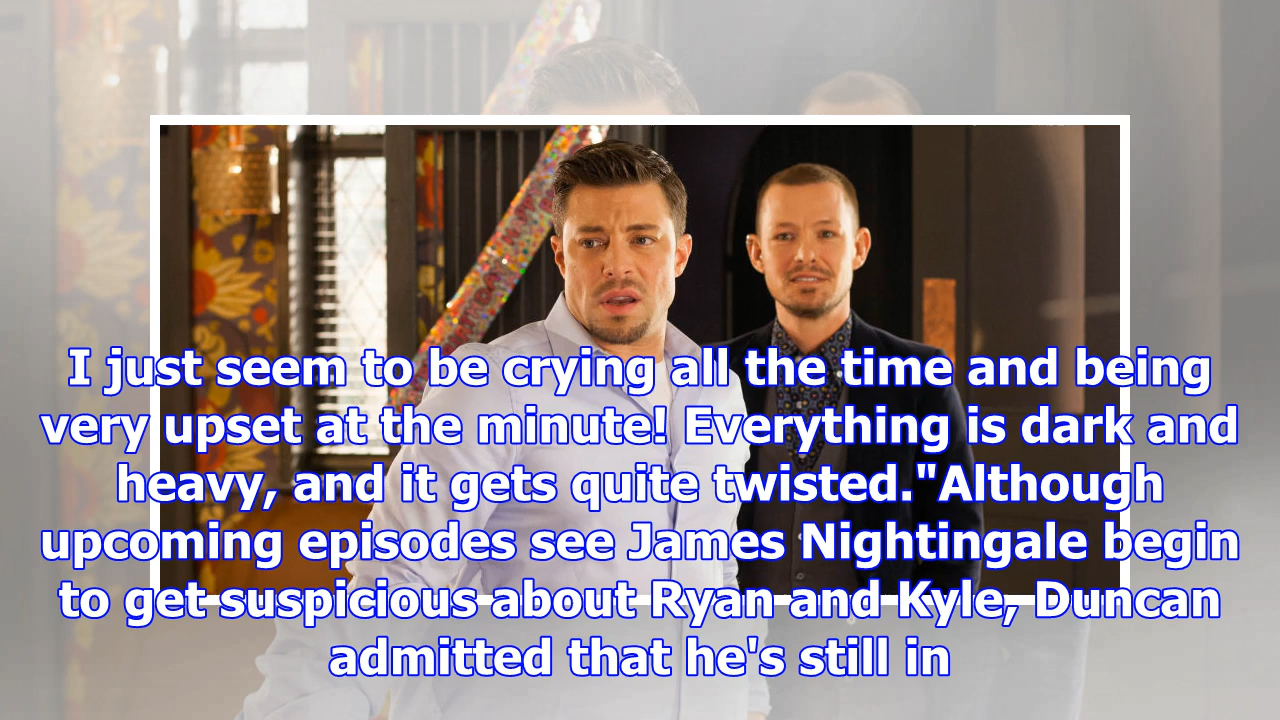 I just seem to be crying all the time and being
very upset at the minute! Everything is dark and
heavy, and it gets quite twisted."Although
upcoming episodes see James Nightingale begin
to get suspicious about Ryan and Kyle, Duncan
admitted that he's still in